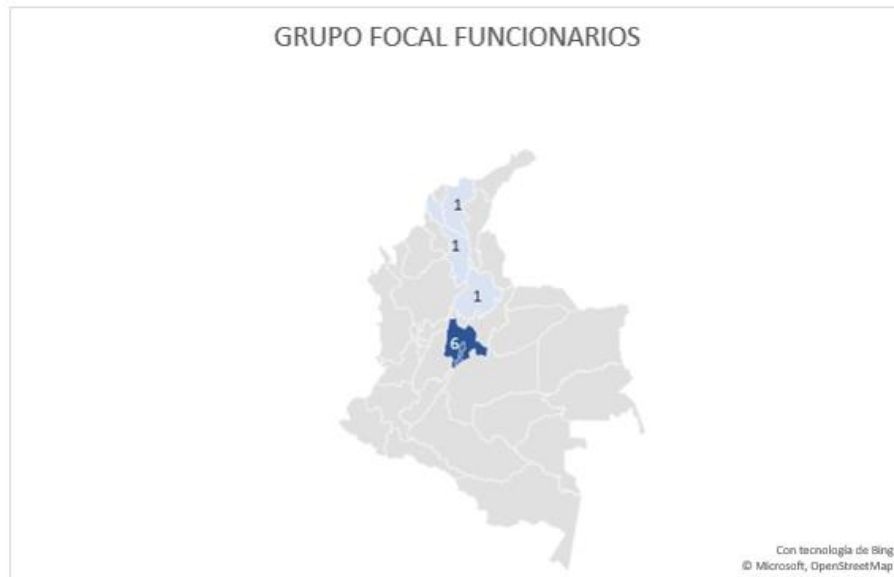 GRUPO FOCAL FUNCIONARIOS
1
1
1
6
Con tecnología de Bing
© Microsoft, OpenStreetMap